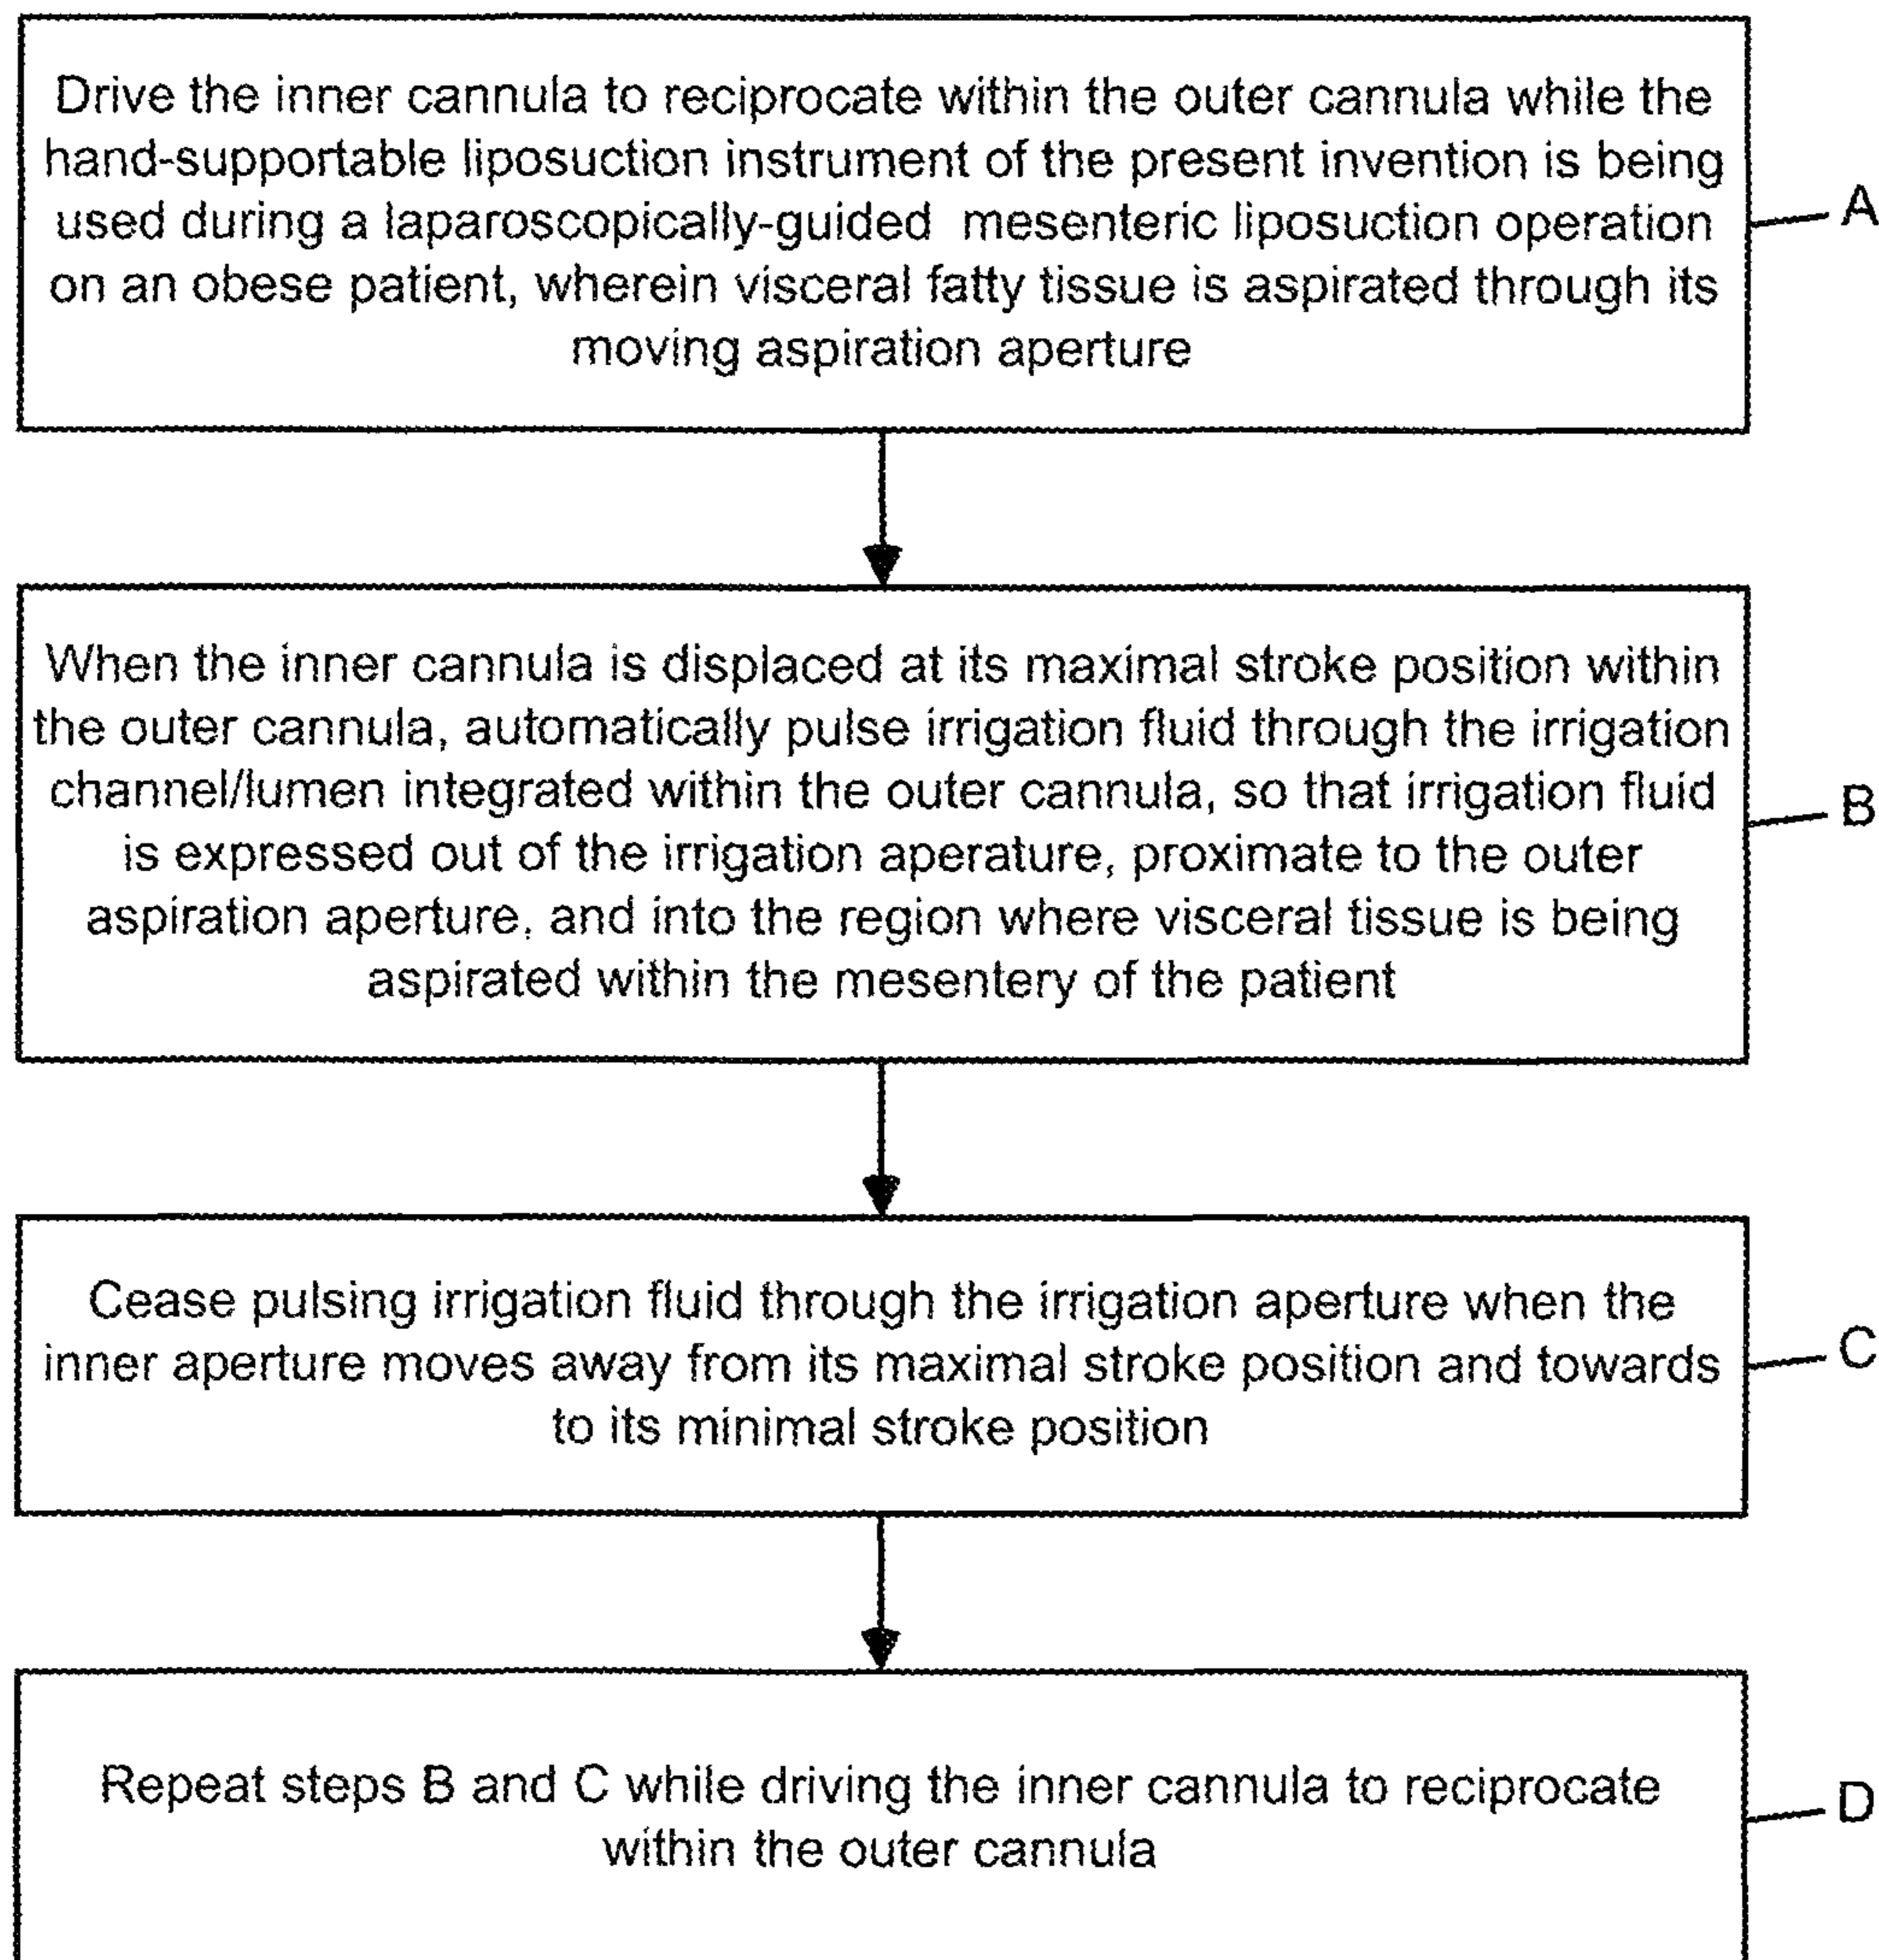 Drive the inner cannula to reciprocate within the outer cannula while the
hand-supportable liposuction instrument of the present invention is being
used during a laparoscopically-guided mesenteric liposuction operation
on an obese patient, wherein visceral fatty tissue is aspirated through its
moving aspiration aperture
A
When the inner cannula is displaced at its maximal stroke position within
the outer cannula, automatically pulse irrigation fluid through the irrigation
channel/lumen integrated within the outer cannula, so that irrigation fluid
is expressed out of the irrigation aperature, proximate to the outer
aspiration aperture, and into the region where visceral tissue is being
aspirated within the mesentery of the patient
B
Cease pulsing irrigation fluid through the irrigation aperture when the
inner aperture moves away from its maximal stroke position and towards
to its minimal stroke position
C
Repeat steps B and C while driving the inner cannula to reciprocate
within the outer cannula
D